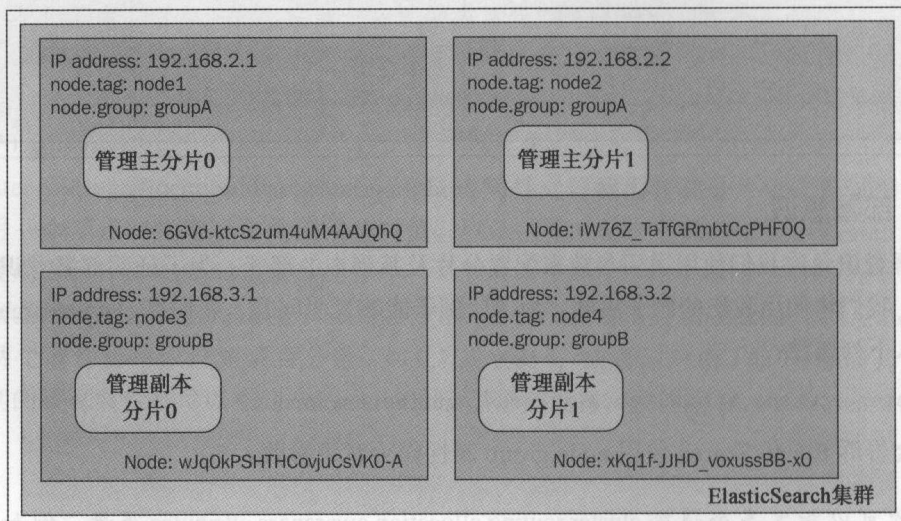 IP address: 192.168.2.1
node.tag: node1
node.group: groupA
管理主分片0
Node: 6GVd-ktcS2um4uM4AAJQhQ
IP address: 192.168.2.2
node.tag: node2
node.group: groupA
管理主分片1
Node: iW76Z_TaTfGRmbtCcPHF0Q
IP address: 192.168.3.1
node.tag: node3
node.group: groupB
管理副本
分片0
Node: wJq0kPSHTHCovjuCsVK0-A
IP address: 192.168.3.2
node.tag: node4
node.group: groupB
管理副本
分片1
Node: xKq1f-JJHD_voxussBB-x0
ElasticSearch集群